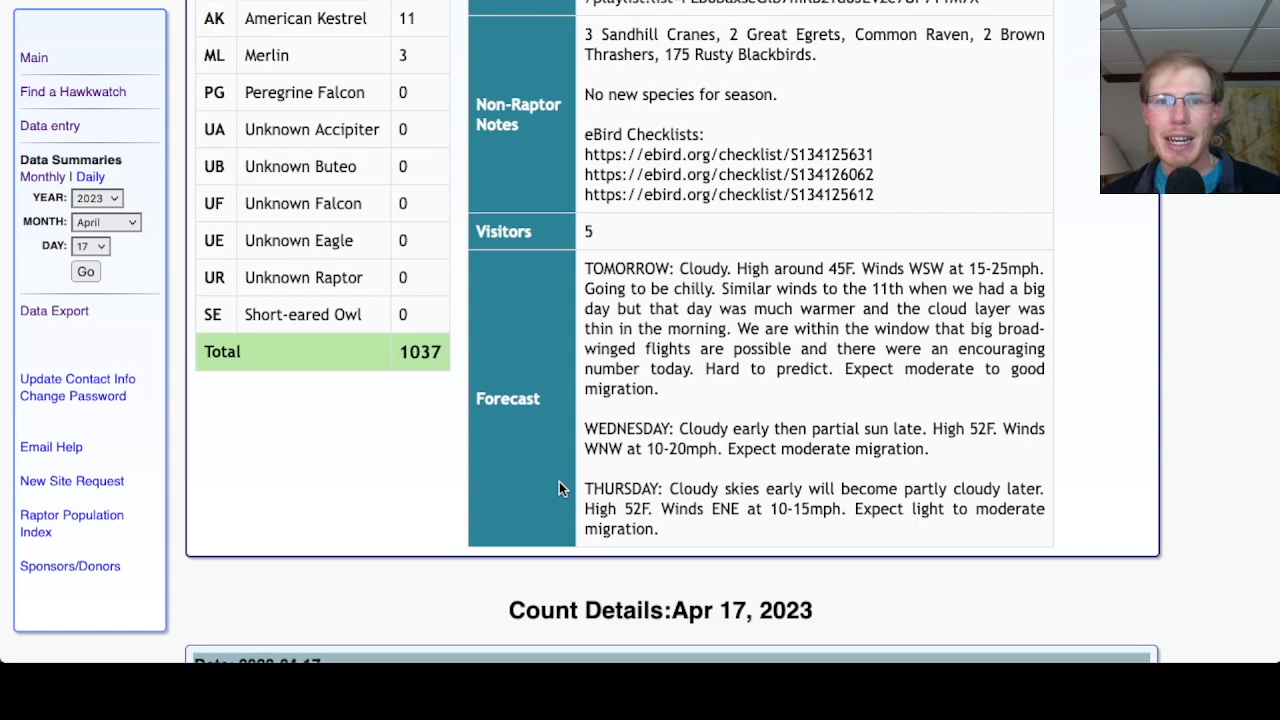 Main
Find a Hawkwatch
Data entry
Data Summaries
Monthly | Daily
YEAR: 2023
MONTH: April
DAY: 17
Go
Data Export
Update Contact Info
Change Password
Email Help
New Site Request
Raptor Population
Index
Sponsors/Donors
AK American Kestrel 11
ML Merlin 3
PG Peregrine Falcon 0
UA Unknown Accipiter 0
UB Unknown Buteo 0
UF Unknown Falcon 0
UE Unknown Eagle 0
UR Unknown Raptor 0
SE Short-eared Owl 0
Total 1037
Non-Raptor
Notes
3 Sandhill Cranes, 2 Great Egrets, Common Raven, 2 Brown
Thrashers, 175 Rusty Blackbirds.
No new species for season.
eBird Checklists:
https://ebird.org/checklist/S134125631
https://ebird.org/checklist/S134126062
https://ebird.org/checklist/S134125612
Visitors 5
Forecast
TOMORROW: Cloudy. High around 45F. Winds WSW at 15-25mph.
Going to be chilly. Similar winds to the 11th when we had a big
day but that day was much warmer and the cloud layer was
thin in the morning. We are within the window that big broad-
winged flights are possible and there were an encouraging
number today. Hard to predict. Expect moderate to good
migration.
WEDNESDAY: Cloudy early then partial sun late. High 52F. Winds
WNW at 10-20mph. Expect moderate migration.
THURSDAY: Cloudy skies early will become partly cloudy later.
High 52F. Winds ENE at 10-15mph. Expect light to moderate
migration.
Count Details:Apr 17, 2023
Date: 2023-04-17